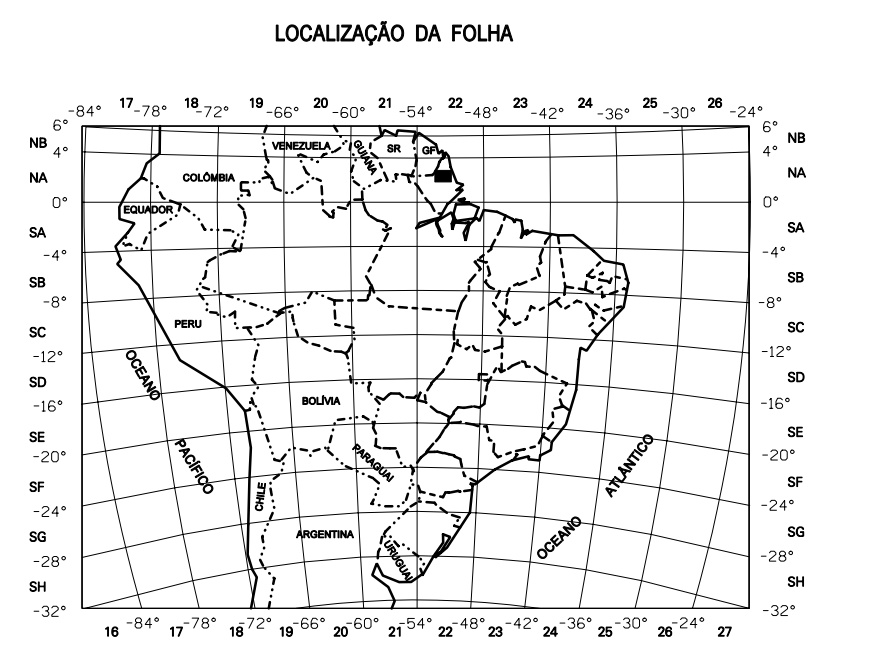 LOCALIZAÇÃO DA FOLHA
17 18 19 20 21 22 23 24 25 26
-84° -78° -72° -66° -60° -54° -48° -42° -36° -30° -24°
6° 6°
NB VENEZUELA GUIANA SR GF NB
4° 4°
NA COLÔMBIA NA
0° 0°
EQUADOR
SA SA
-4° -4°
SB SB
-8° -8°
PERU
SC SC
-12° -12°
OCEANO
SD SD
BOLÍVIA
-16° -16°
SE SE
-20° -20°
PACÍFICO PARAGUAI ATLÂNTICO
SF CHILE SF
-24° -24°
SG ARGENTINA OCEANO SG
-28° URUGUAI -28°
SH SH
-32° -32°
-84° -78° -72° -66° -60° -54° -48° -42° -36° -30° -24°
16 17 18 19 20 21 22 23 24 25 26 27